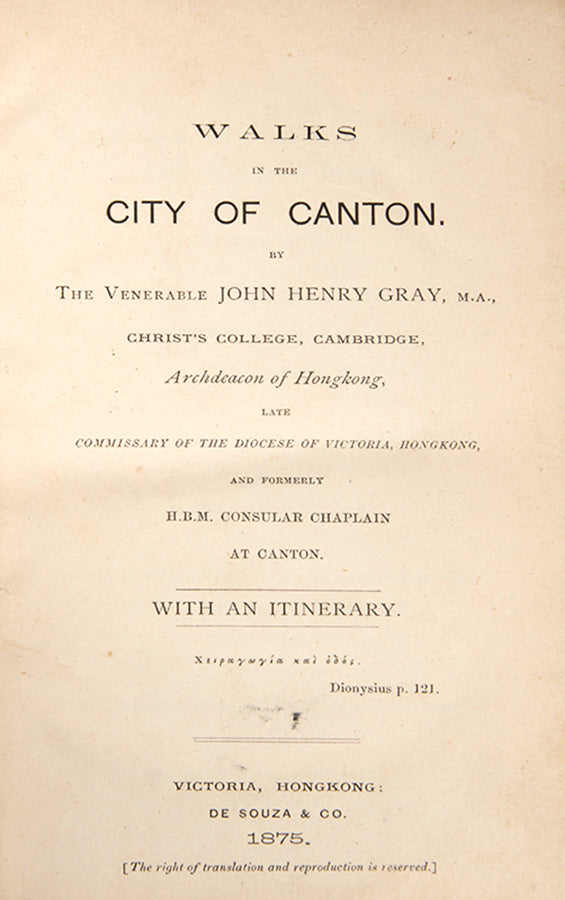 WALKS
IN THE
CITY OF CANTON.
BY
THE VENERABLE JOHN HENRY GRAY, M.A.,
CHRIST'S COLLEGE, CAMBRIDGE,
Archdeacon of Hongkong,
LATE
COMMISSARY OF THE DIOCESE OF VICTORIA, HONGKONG,
AND FORMERLY
H.B.M. CONSULAR CHAPLAIN
AT CANTON.
WITH AN ITINERARY.
Χειραγωγία καὶ ὁδός.
Dionysius p. 121.
VICTORIA, HONGKONG:
DE SOUZA & CO.
1875.
[The right of translation and reproduction is reserved.]